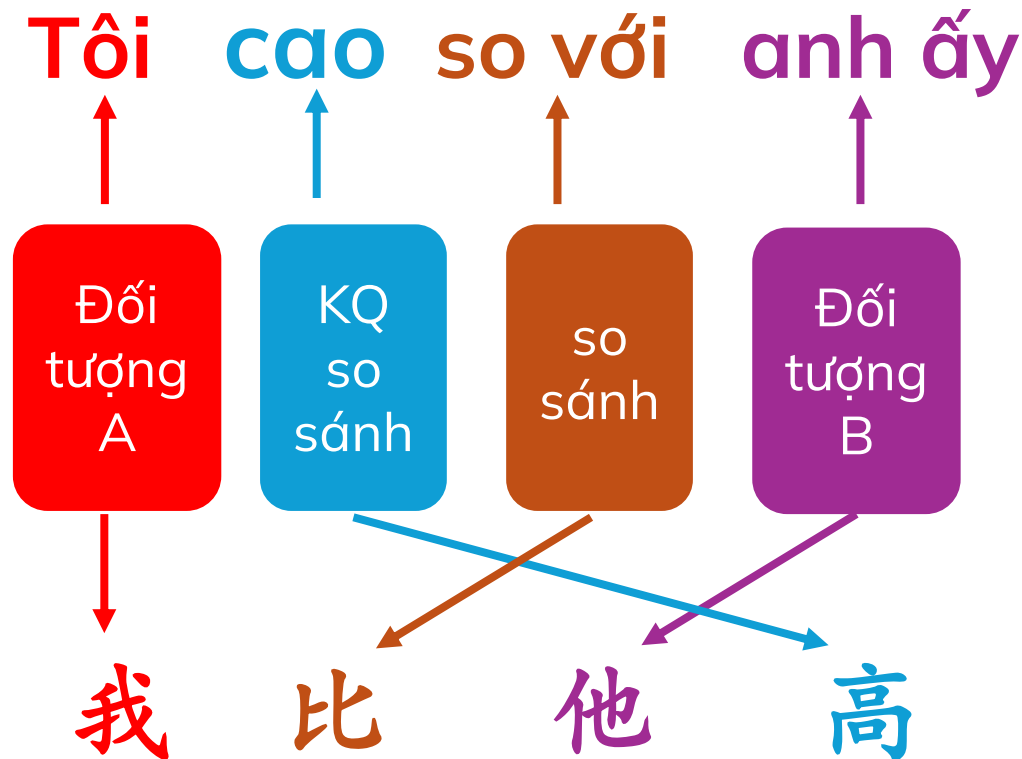 Tôi cao so với anh ấy
Đối
tượng
A
KQ
so
sánh
so
sánh
Đối
tượng
B
我 比 他 高